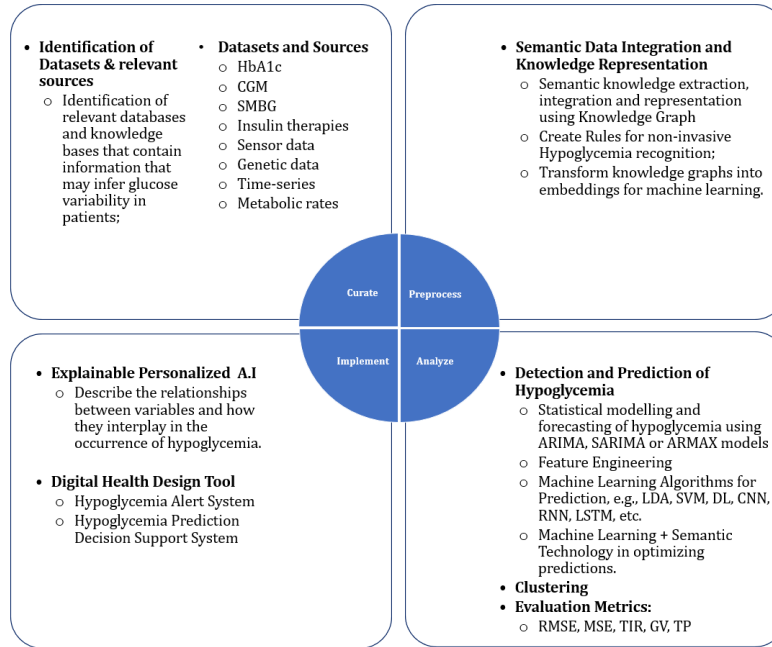 • Identification of
Datasets & relevant
sources
o Identification of
relevant databases
and knowledge
bases that contain
information that
may infer glucose
variability in
patients;
• Datasets and Sources
o HbA1c
o CGM
o SMBG
o Insulin therapies
o Sensor data
o Genetic data
o Time-series
o Metabolic rates
• Semantic Data Integration and
Knowledge Representation
o Semantic knowledge extraction,
integration and representation
using Knowledge Graph
o Create Rules for non-invasive
Hypoglycemia recognition;
o Transform knowledge graphs into
embeddings for machine learning.
Curate
Preprocess
Implement
Analyze
• Explainable Personalized A.I
o Describe the relationships
between variables and how
they interplay in the
occurrence of hypoglycemia.
• Digital Health Design Tool
o Hypoglycemia Alert System
o Hypoglycemia Prediction
Decision Support System
• Detection and Prediction of
Hypoglycemia
o Statistical modelling and
forecasting of hypoglycemia using
ARIMA, SARIMA or ARMAX models
o Feature Engineering
o Machine Learning Algorithms for
Prediction, e.g., LDA, SVM, DL, CNN,
RNN, LSTM, etc.
o Machine Learning + Semantic
Technology in optimizing
predictions.
• Clustering
• Evaluation Metrics:
o RMSE, MSE, TIR, GV, TP